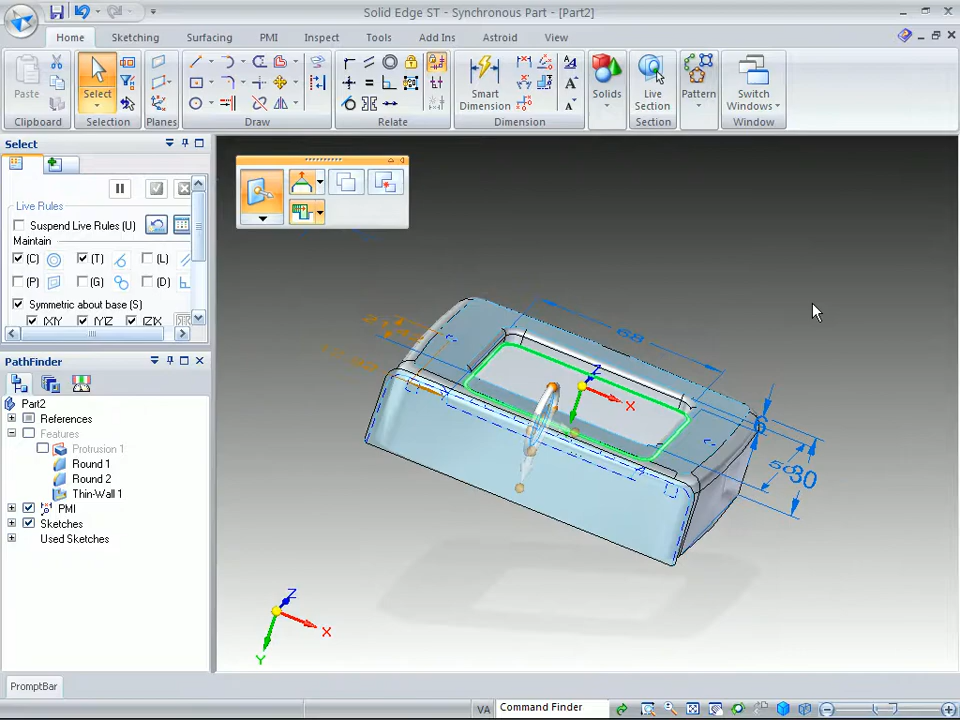 Solid Edge ST - Synchronous Part - [Part2]
Home Sketching Surfacing PMI Inspect Tools Add Ins Astroid View
Paste
Select
Smart
Dimension
Solids
Live
Section
Pattern
Switch
Windows
Clipboard Selection Planes Draw Relate Dimension Section Window
Select
Live Rules
Suspend Live Rules (U)
Maintain
(C) (T) (L)
(P) (G) (D)
Symmetric about base (S)
(X)Y (Y)Z (Z)X
PathFinder
Part2
References
Features
Protrusion 1
Round 1
Round 2
Thin-Wall 1
PMI
Sketches
Used Sketches
68
Z
X
6
50
30
Z
X
Y
PromptBar
VA Command Finder